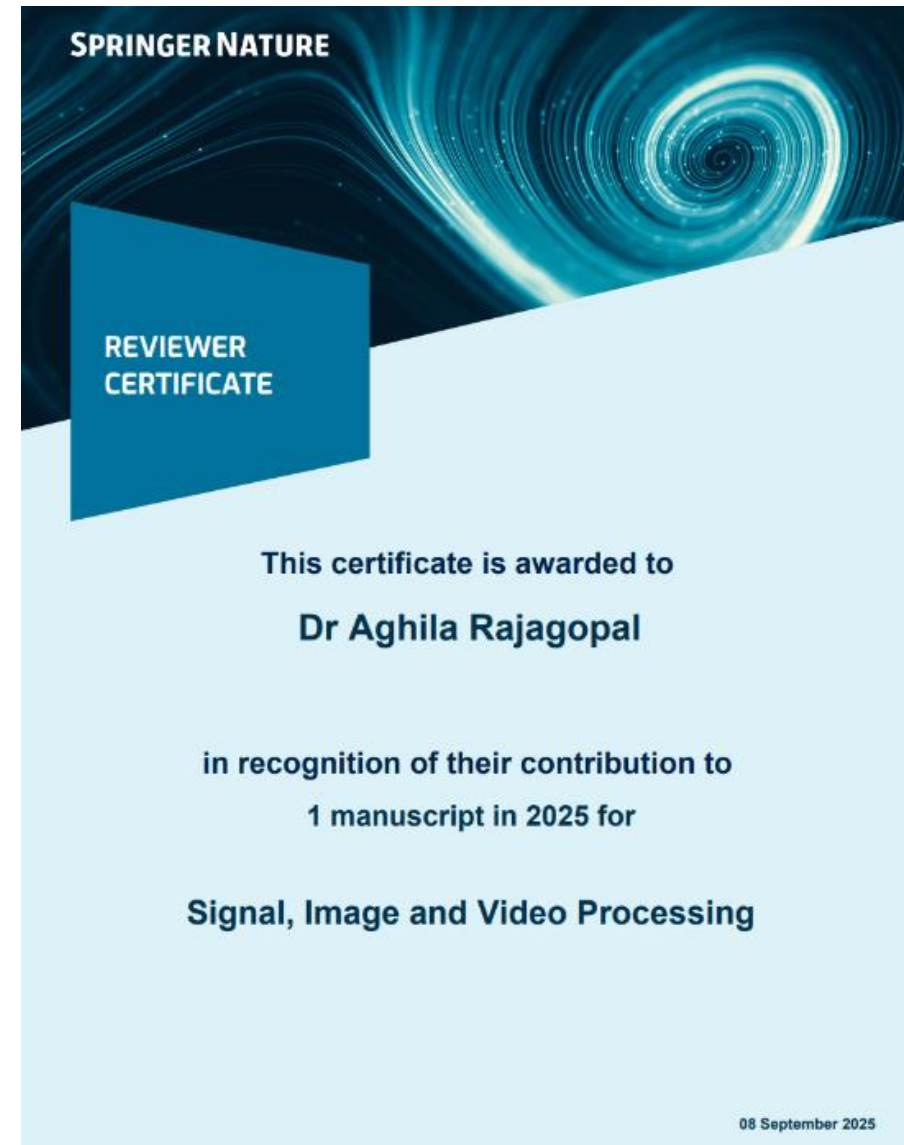 SPRINGER NATURE
REVIEWER
CERTIFICATE
This certificate is awarded to
Dr Aghila Rajagopal
in recognition of their contribution to
1 manuscript in 2025 for
Signal, Image and Video Processing
08 September 2025